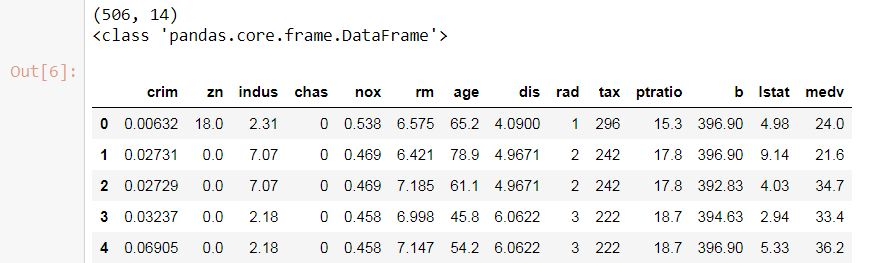 (506, 14)
<class 'pandas.core.frame.DataFrame'>
Out[6]:
crim zn indus chas nox rm age dis rad tax ptratio b lstat medv
0 0.00632 18.0 2.31 0 0.538 6.575 65.2 4.0900 1 296 15.3 396.90 4.98 24.0
1 0.02731 0.0 7.07 0 0.469 6.421 78.9 4.9671 2 242 17.8 396.90 9.14 21.6
2 0.02729 0.0 7.07 0 0.469 7.185 61.1 4.9671 2 242 17.8 392.83 4.03 34.7
3 0.03237 0.0 2.18 0 0.458 6.998 45.8 6.0622 3 222 18.7 394.63 2.94 33.4
4 0.06905 0.0 2.18 0 0.458 7.147 54.2 6.0622 3 222 18.7 396.90 5.33 36.2